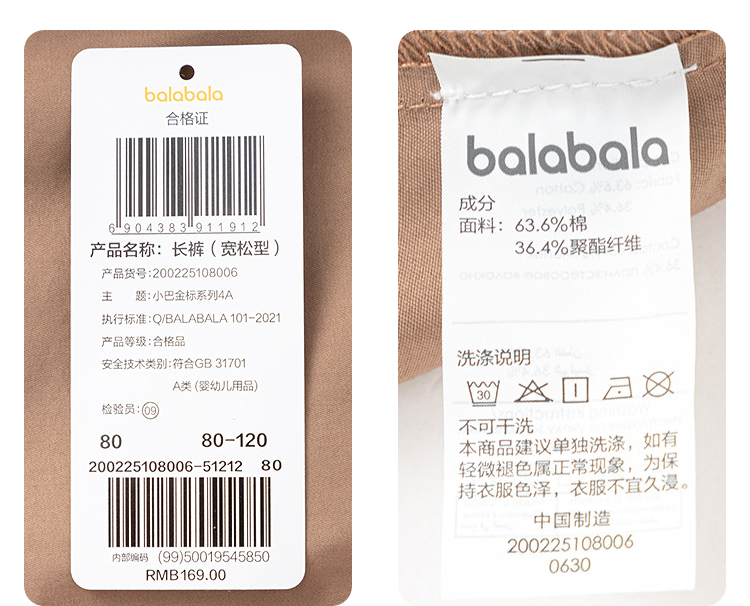 balabala
合格证
6 904383 911912
产品名称：长裤（宽松型）
产品货号:200225108006
主 题:小巴金标系列4A
执行标准:Q/BALABALA 101-2021
产品等级:合格品
安全技术类别:符合GB 31701
A类 (婴幼儿用品)
检验员:09
80 80-120
200225108006-51212 80
内部编码 (99)50019545850
RMB169.00
balabala
成分
面料：63.6%棉
36.4%聚酯纤维
洗涤说明
30
不可干洗
本商品建议单独洗涤，如有
轻微褪色属正常现象，为保
持衣服色泽，衣服不宜久浸。
中国制造
200225108006
0630